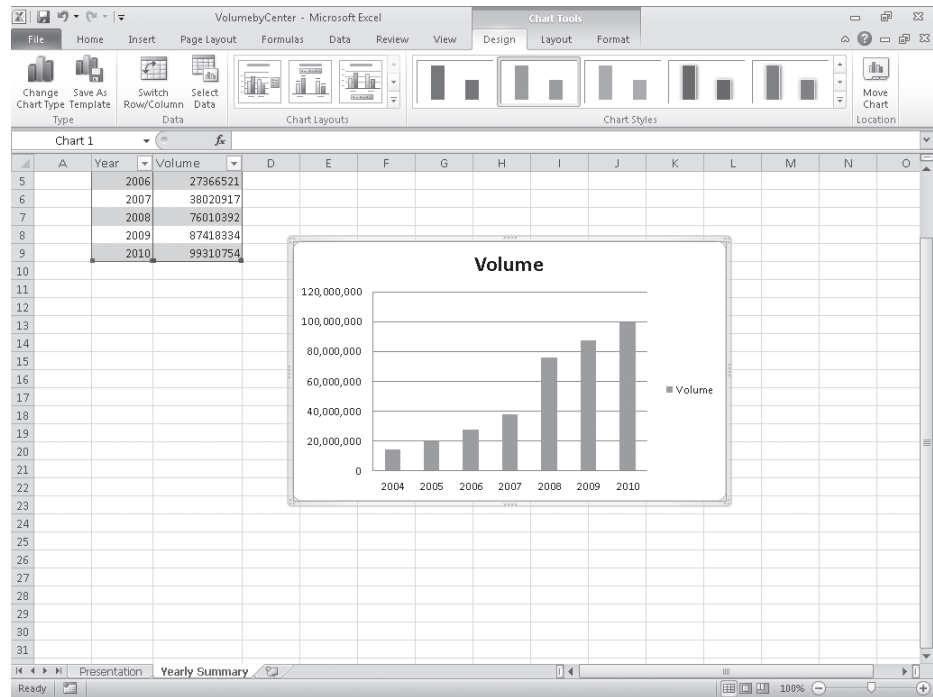 VolumebyCenter - Microsoft Excel
Chart Tools
File Home Insert Page Layout Formulas Data Review View Design Layout Format
Change Chart Type
Save As Template
Switch Row/Column
Select Data
Move Chart
Type Data Chart Layouts Chart Styles Location
Chart 1 fx
A Year Volume D E F G H I J K L M N O
5 2006 27366521
6 2007 38020917
7 2008 76010392
8 2009 87418334
9 2010 99310754
10
11
12
13
14
15
16
17
18
19
20
21
22
23
24
25
26
27
28
29
30
31
Volume
120,000,000
100,000,000
80,000,000
60,000,000
40,000,000
20,000,000
0
2004 2005 2006 2007 2008 2009 2010
Volume
Presentation Yearly Summary
Ready 100%